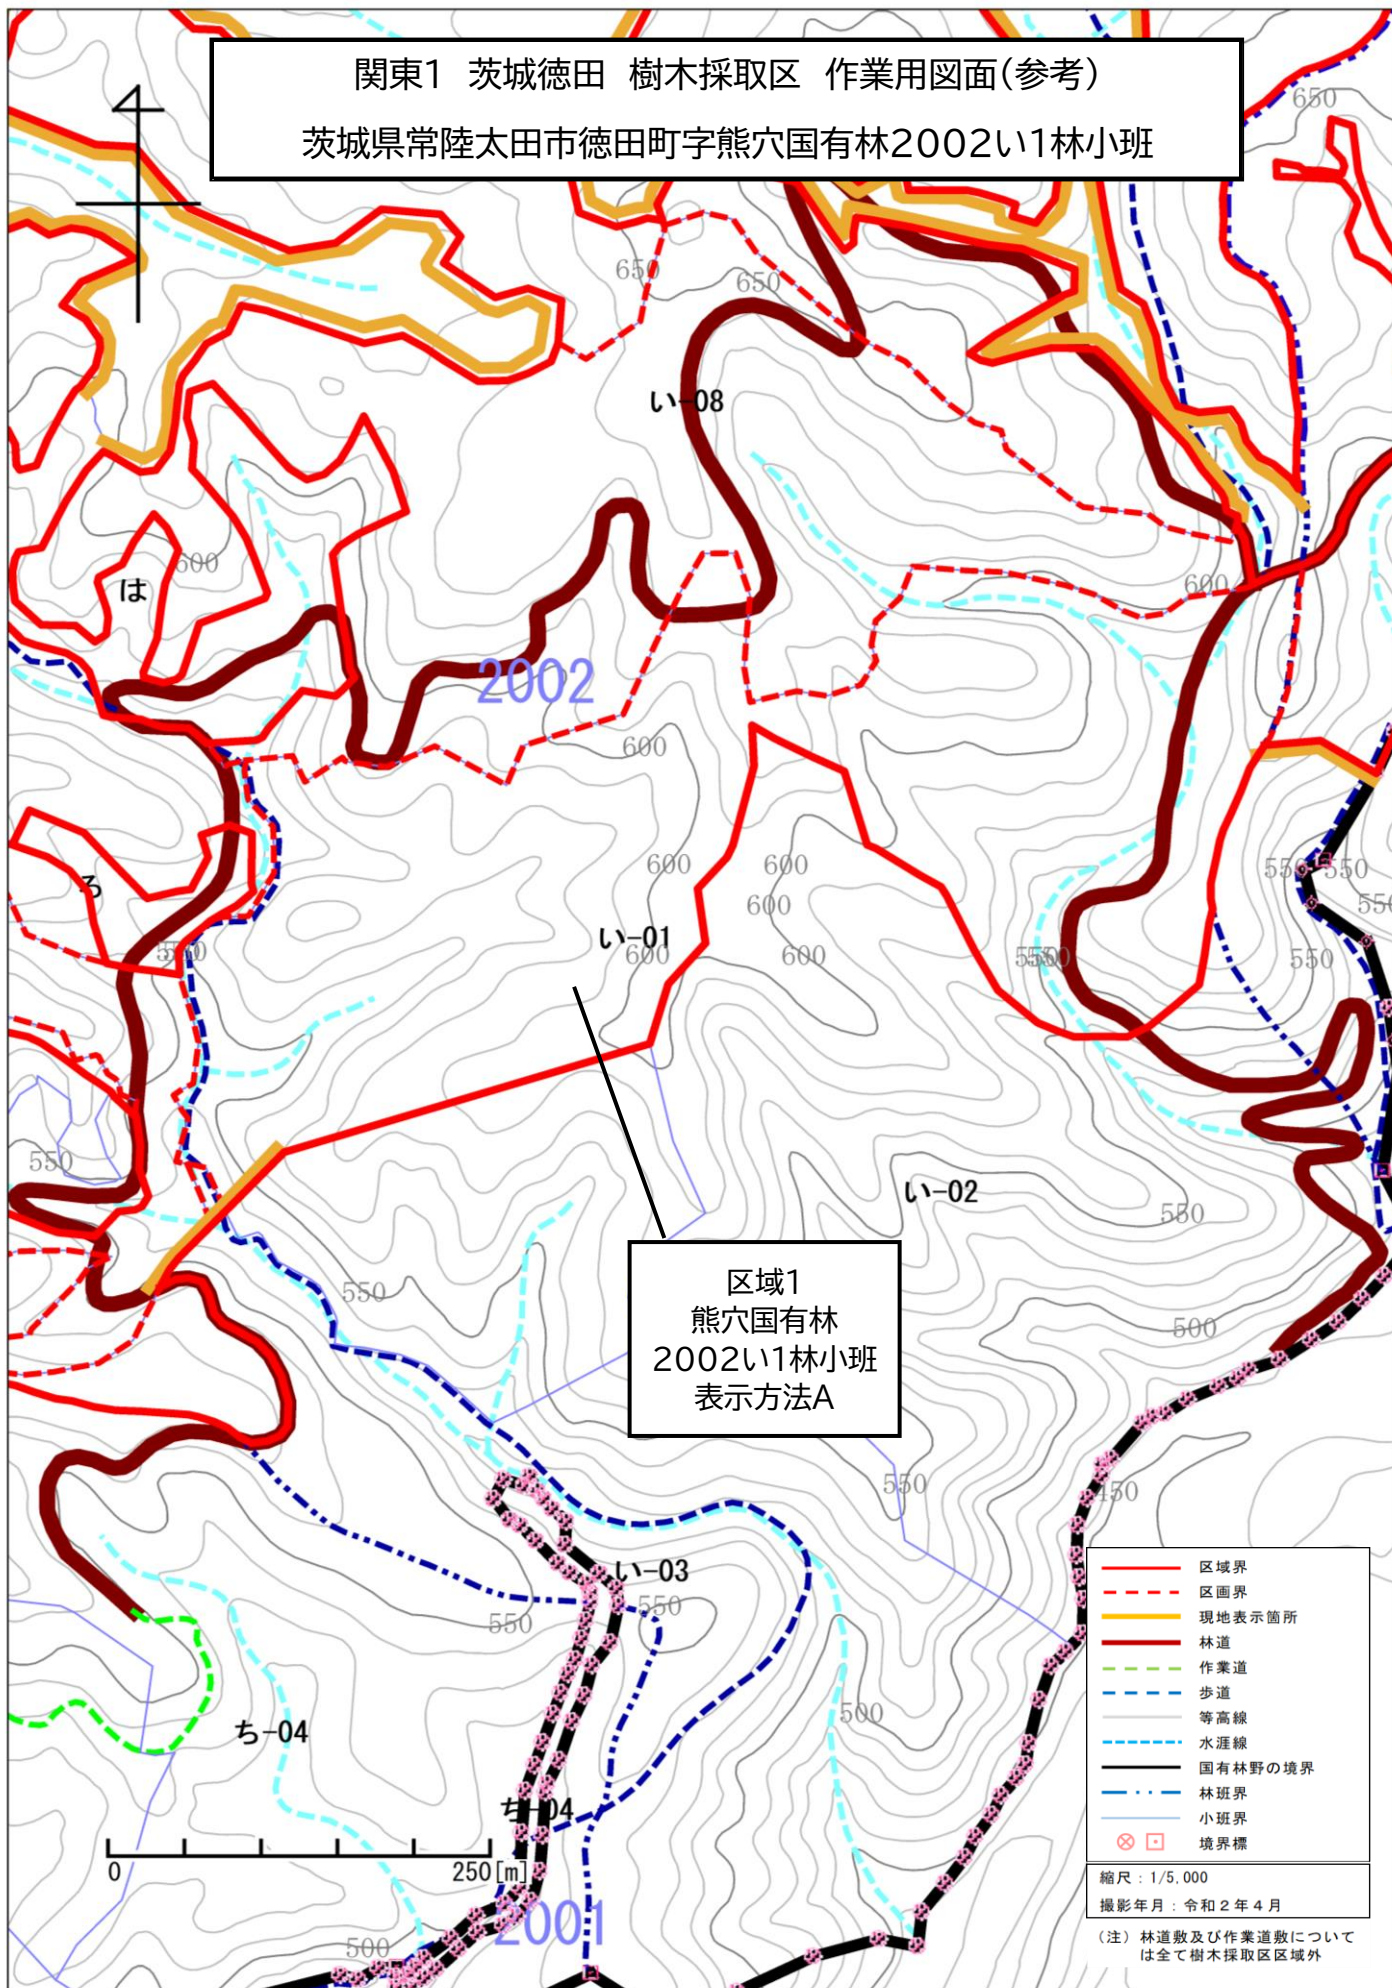 関東1 茨城徳田 樹木採取区 作業用図面(参考)
茨城県常陸太田市徳田町字熊穴国有林2002い1林小班
650
650
650
い-08
600
は
600
2002
600
600
600
ろ
600
550
550
550
い-01
550
600
600
550
550
550
い-02
550
550
区域1
熊穴国有林
2002い1林小班
表示方法A
550
500
550
450
い-03
550
550
ち-04
500
ち-04
0
250[m]
2001
500
区域界
区画界
現地表示箇所
林道
作業道
歩道
等高線
水涯線
国有林野の境界
林班界
小班界
境界標
縮尺：1/5,000
撮影年月：令和2年4月
(注) 林道敷及び作業道敷について
は全て樹木採取区区域外